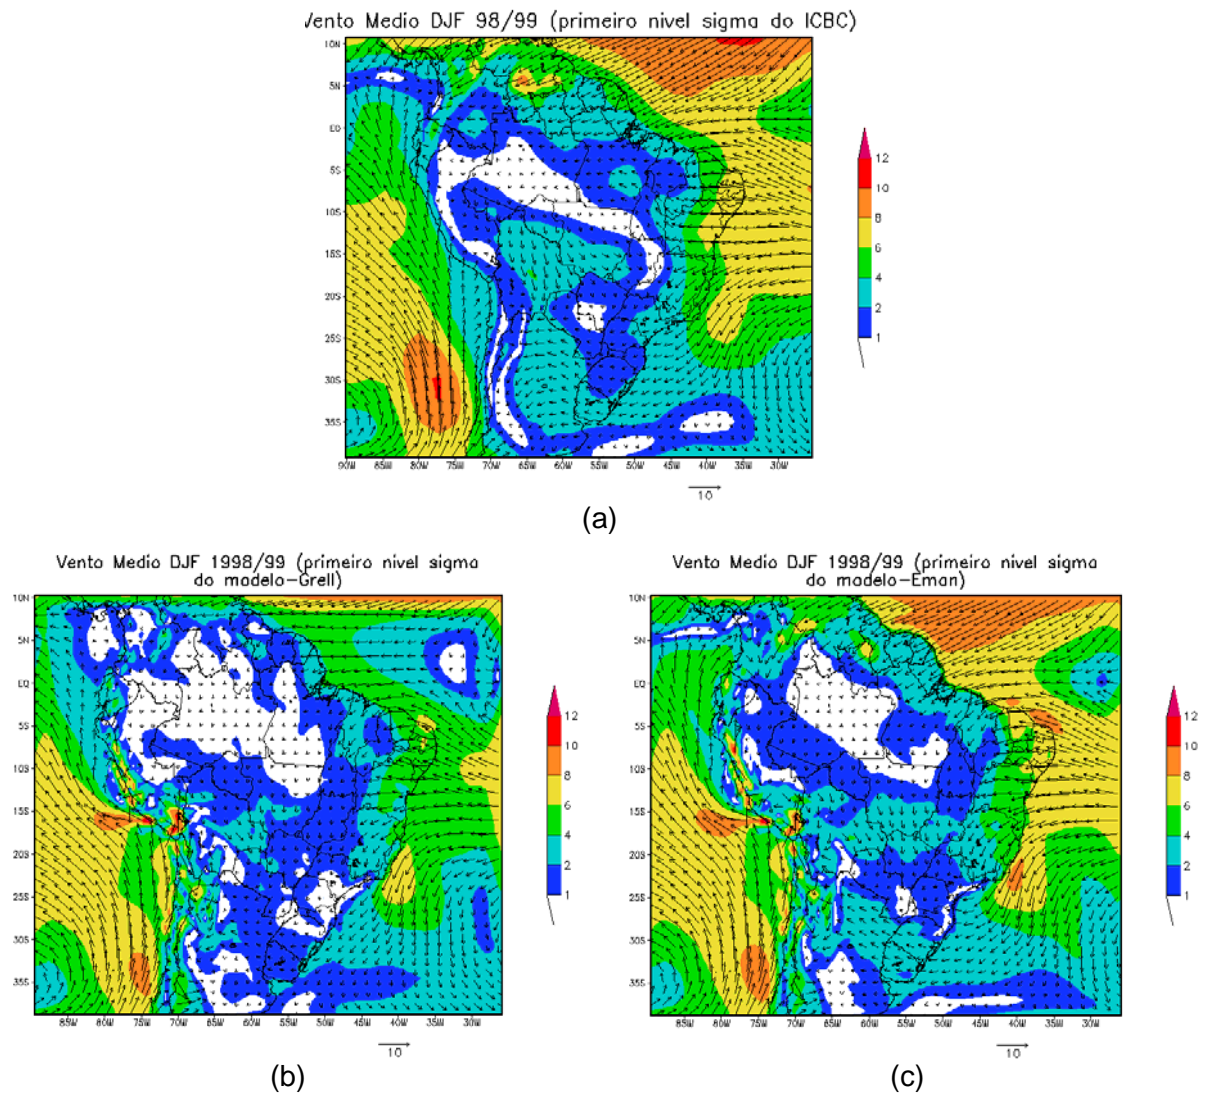 Vento Medio DJF 98/99 (primeiro nivel sigma do ICBC)
10N
5N
EQ
5S
10S
15S
20S
25S
30S
35S
90W 85W 80W 75W 70W 65W 60W 55W 50W 45W 40W 35W 30W
12
10
8
6
4
2
1
10
(a)
Vento Medio DJF 1998/99 (primeiro nivel sigma
do modelo-Grell)
10N
5N
EQ
5S
10S
15S
20S
25S
30S
35S
85W 80W 75W 70W 65W 60W 55W 50W 45W 40W 35W 30W
12
10
8
6
4
2
1
10
(b)
Vento Medio DJF 1998/99 (primeiro nivel sigma
do modelo-Eman)
10N
5N
EQ
5S
10S
15S
20S
25S
30S
35S
85W 80W 75W 70W 65W 60W 55W 50W 45W 40W 35W 30W
12
10
8
6
4
2
1
10
(c)